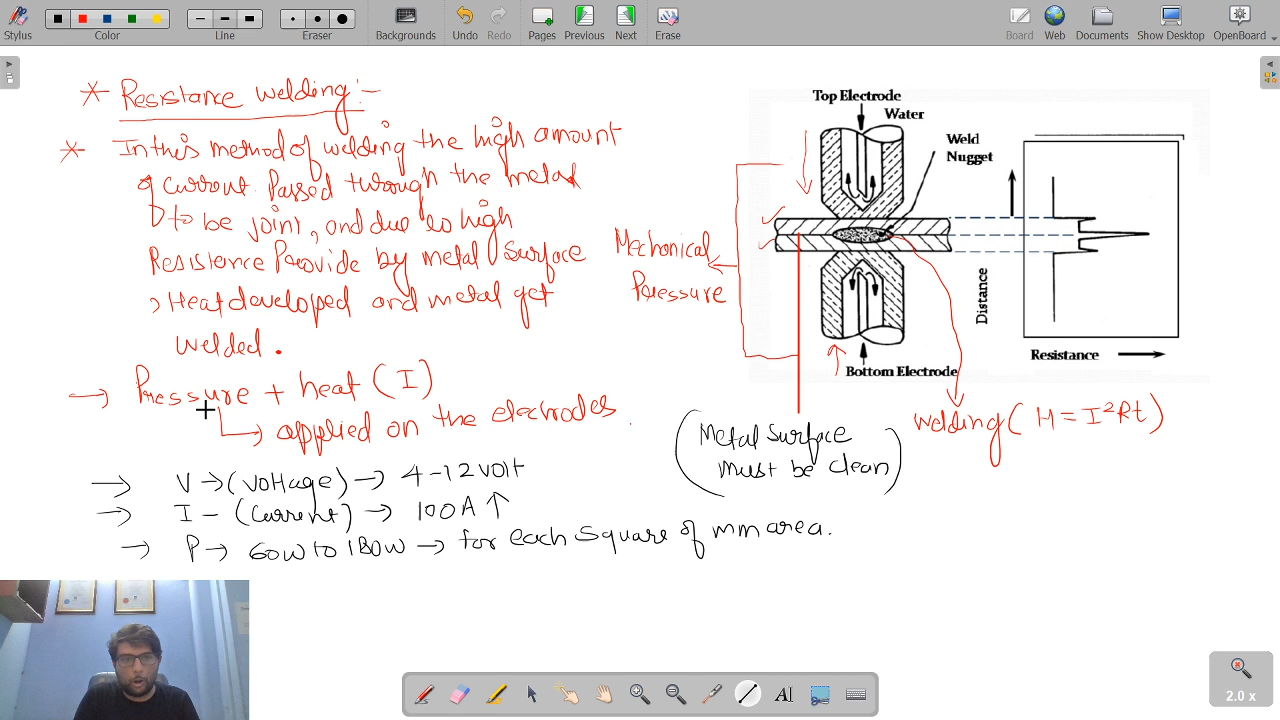 Stylus
Color
Line
Eraser
Backgrounds
Undo
Redo
Pages
Previous
Next
Erase
Board
Web
Documents
Show Desktop
OpenBoard
* Resistance welding :-
* In this method of welding the high amount
of current Passed through the metal
to be joint, and due to high
Resistance Provide by metal Surface
, Heat developed and metal get
welded.
→ Pressure + heat (I)
→ applied on the electrodes
→ V → (Voltage) → 4-12 volt
→ I - (Current) → 100A ↑
→ P → 60W to 180W → for each Square of mm area.
Top Electrode
Water
Weld
Nugget
Mechanical
Pressure
Distance
Resistance
Bottom Electrode
welding ( H = I²Rt )
(Metal Surface
must be clean)
2.0 x